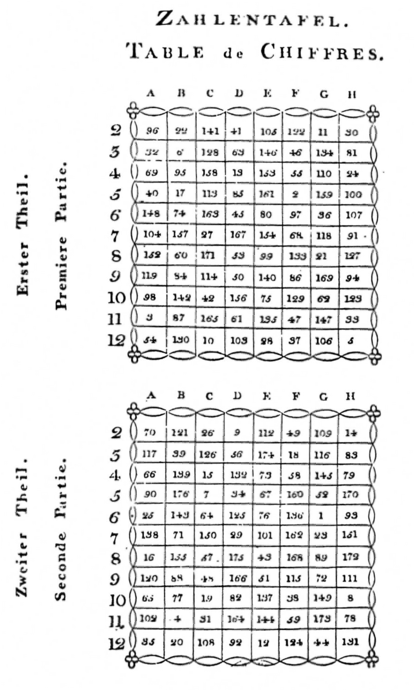 ZAHLENTAFEL.
TABLE de CHIFFRES.
Erster Theil.
Premiere Partie.
A B C D E F G H
2 96 22 141 41 105 122 11 30
3 32 6 128 63 146 46 134 81
4 69 95 158 13 153 55 110 24
5 40 17 113 85 161 2 159 100
6 148 74 163 45 80 97 36 107
7 104 157 27 167 154 68 118 91
8 152 60 171 53 99 133 21 127
9 119 84 114 50 140 86 169 94
10 98 142 42 156 75 129 62 123
11 3 87 165 61 135 47 147 33
12 54 130 10 103 28 37 106 5
Zweiter Theil.
Seconde Partie.
A B C D E F G H
2 70 121 26 9 112 49 109 14
3 117 39 126 56 174 18 116 83
4 66 139 15 132 73 58 145 79
5 90 176 7 34 67 160 52 170
6 25 143 64 125 76 136 1 93
7 138 71 150 29 101 162 23 151
8 16 155 57 175 43 168 89 172
9 120 88 48 166 51 115 72 111
10 65 77 19 82 137 38 149 8
11 102 4 31 164 144 59 173 78
12 35 20 108 92 12 124 44 131